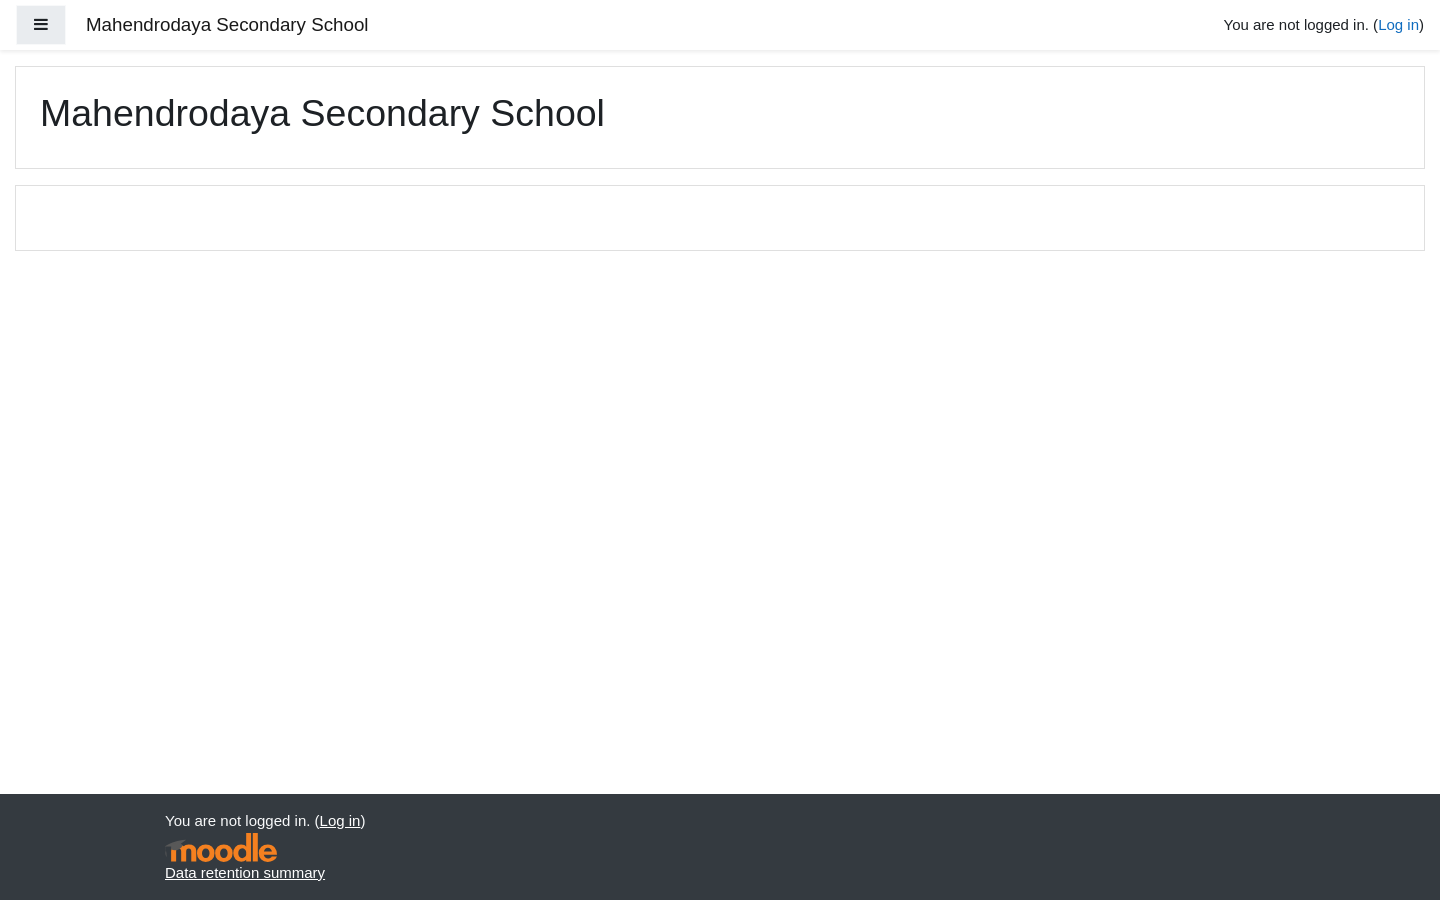 Mahendrodaya Secondary School
You are not logged in. (Log in)
Mahendrodaya Secondary School
You are not logged in. (Log in)
moodle
Data retention summary